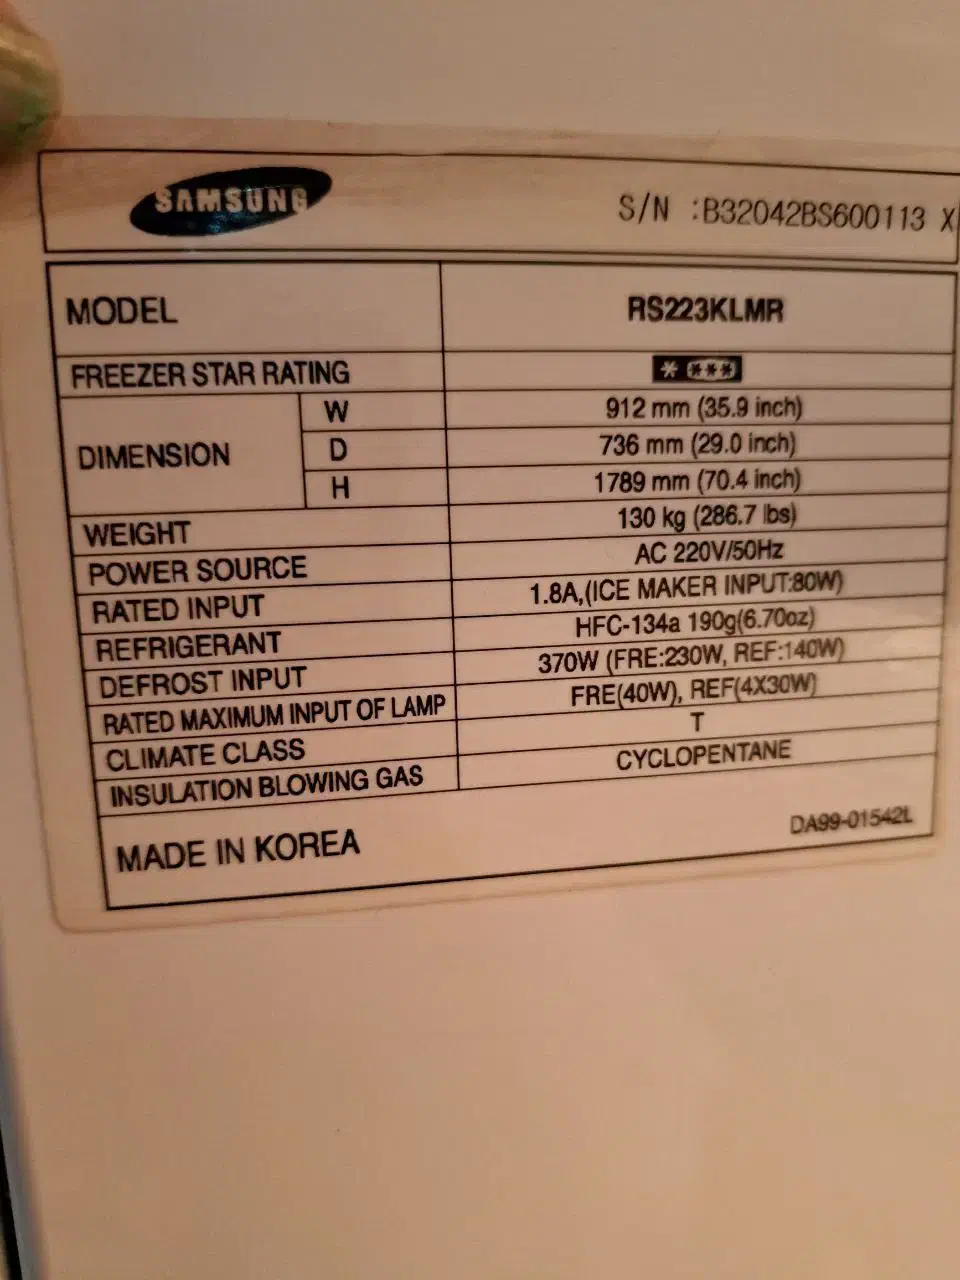 SAMSUNG
S/N :B32042BS600113 X
MODEL RS223KLMR
FREEZER STAR RATING * ***
DIMENSION
W 912 mm (35.9 inch)
D 736 mm (29.0 inch)
H 1789 mm (70.4 inch)
WEIGHT 130 kg (286.7 lbs)
POWER SOURCE AC 220V/50Hz
RATED INPUT 1.8A,(ICE MAKER INPUT:80W)
REFRIGERANT HFC-134a 190g(6.70oz)
DEFROST INPUT 370W (FRE:230W, REF:140W)
RATED MAXIMUM INPUT OF LAMP FRE(40W), REF(4X30W)
CLIMATE CLASS T
INSULATION BLOWING GAS CYCLOPENTANE
MADE IN KOREA
DA99-01542L